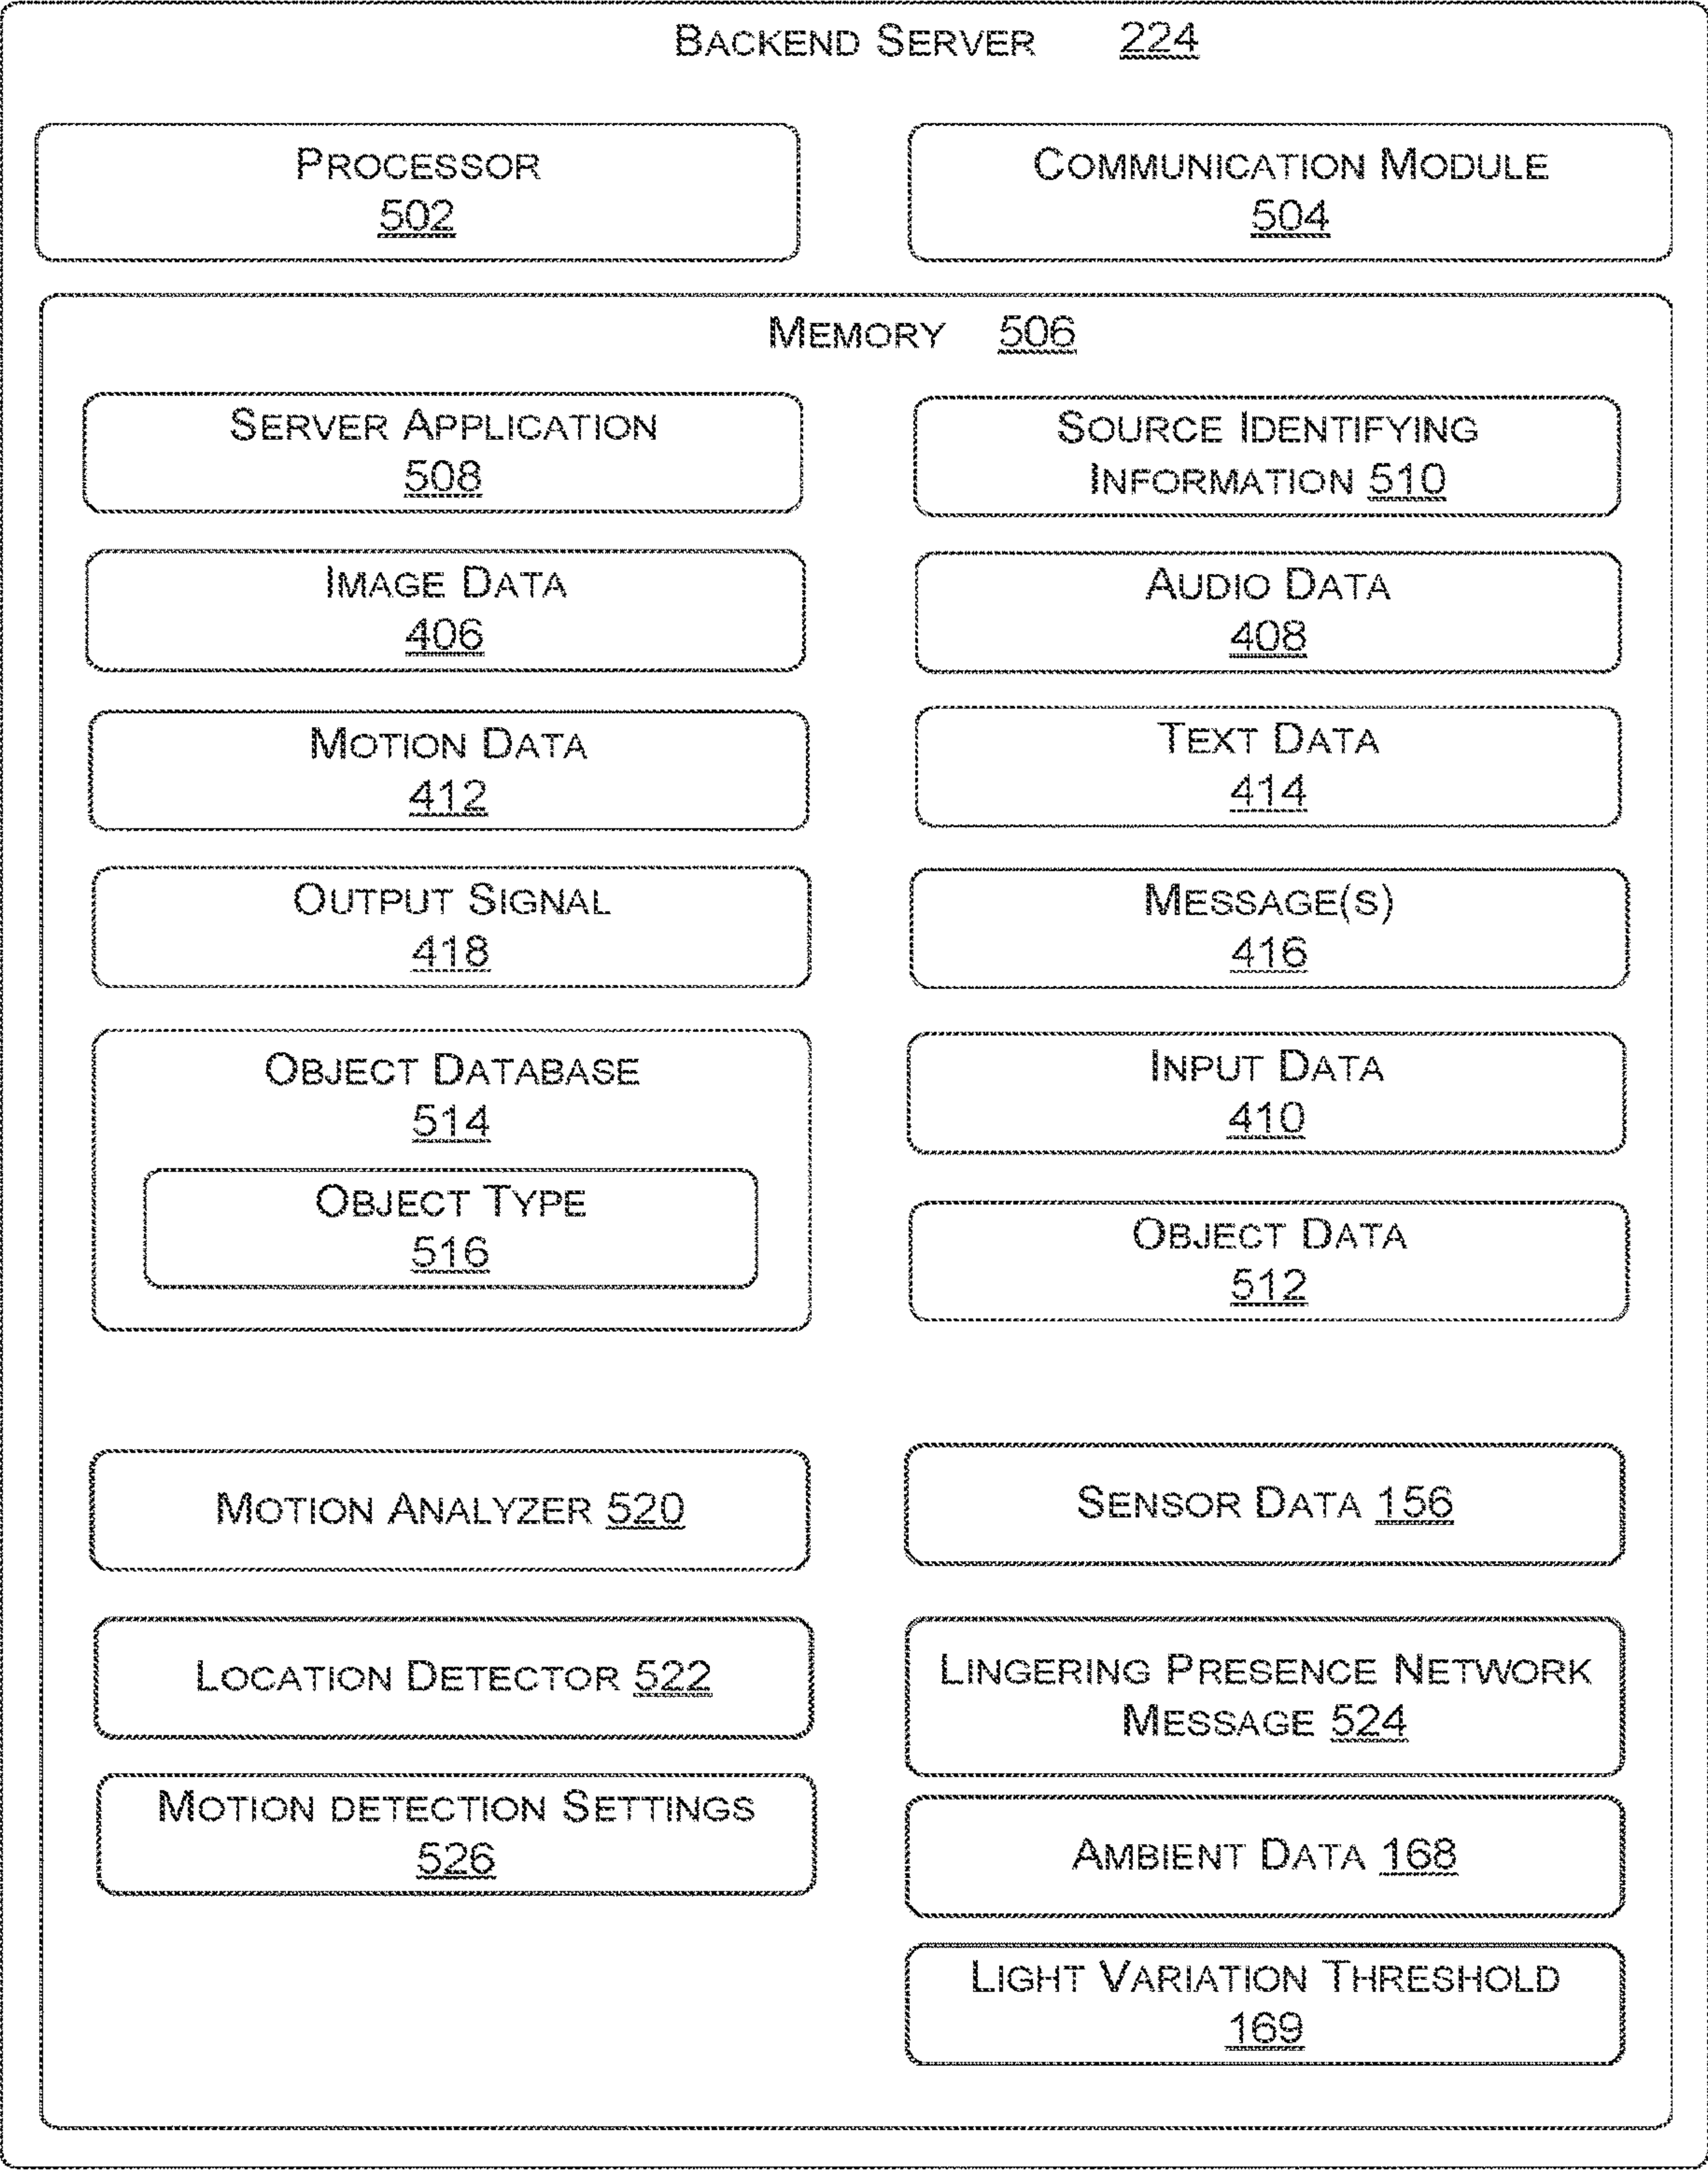 BACKEND SERVER 224
PROCESSOR
502
COMMUNICATION MODULE
504
MEMORY 506
SERVER APPLICATION
508
SOURCE IDENTIFYING
INFORMATION 510
IMAGE DATA
406
AUDIO DATA
408
MOTION DATA
412
TEXT DATA
414
OUTPUT SIGNAL
418
MESSAGE(S)
416
OBJECT DATABASE
514
OBJECT TYPE
516
INPUT DATA
410
OBJECT DATA
512
MOTION ANALYZER 520
SENSOR DATA 156
LOCATION DETECTOR 522
LINGERING PRESENCE NETWORK
MESSAGE 524
MOTION DETECTION SETTINGS
526
AMBIENT DATA 168
LIGHT VARIATION THRESHOLD
169